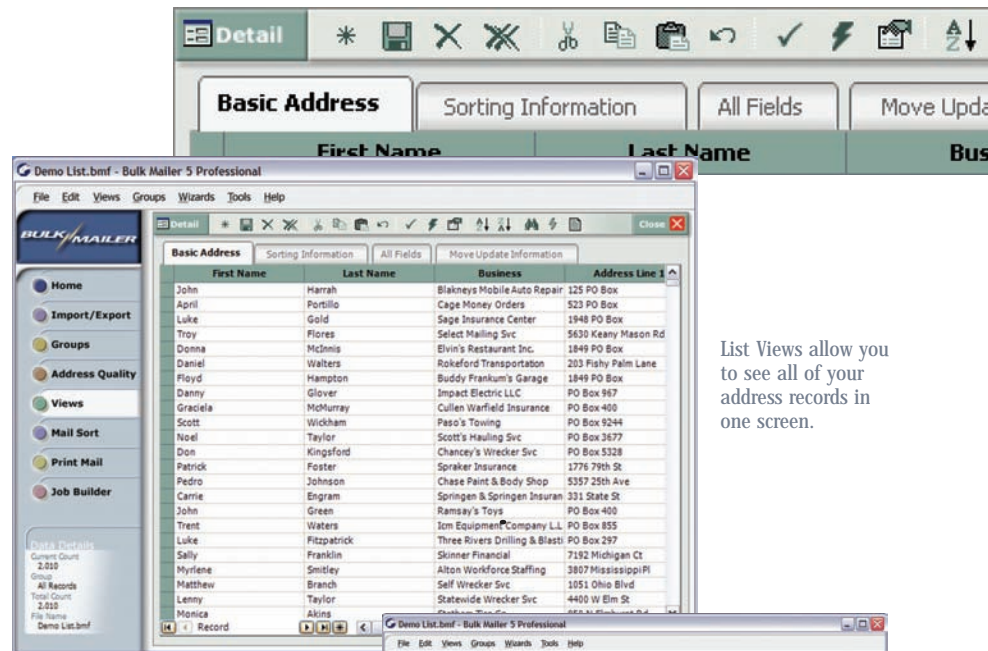 Detail
Basic Address Sorting Information All Fields Move Upda
First Name Last Name Bus
Demo List.bmf - Bulk Mailer 5 Professional
File Edit Views Groups Wizards Tools Help
BULK MAILER
Detail Close
Basic Address Sorting Information All Fields Move Update Information
First Name Last Name Business Address Line 1
John Harrah Blakneys Mobile Auto Repair 125 PO Box
April Portillo Cage Money Orders 523 PO Box
Luke Gold Sage Insurance Center 1948 PO Box
Troy Flores Select Mailing Svc 5630 Keany Mason Rd
Donna McInnis Elvin's Restaurant Inc. 1849 PO Box
Daniel Walters Rokeford Transportation 203 Fishy Palm Lane
Floyd Hampton Buddy Frankum's Garage 1849 PO Box
Danny Glover Impact Electric LLC PO Box 967
Graciela McMurray Cullen Warfield Insurance PO Box 400
Scott Wickham Paso's Towing PO Box 9244
Noel Taylor Scott's Hauling Svc PO Box 3677
Don Kingsford Chancey's Wrecker Svc PO Box 5328
Patrick Foster Spraker Insurance 1776 79th St
Pedro Johnson Chase Paint & Body Shop 5357 25th Ave
Carrie Engram Springen & Springen Insuran 331 State St
John Green Ramsay's Toys PO Box 400
Trent Waters Icm Equipment Company L.L PO Box 855
Luke Fitzpatrick Three Rivers Drilling & Blasti PO Box 297
Sally Franklin Skinner Financial 7192 Michigan Ct
Myrlene Smitley Alton Workforce Staffing 3807 Mississippi Pl
Matthew Branch Self Wrecker Svc 1051 Ohio Blvd
Lenny Taylor Statewide Wrecker Svc 4400 W Elm St
Monica Akins
Record
Home
Import/Export
Groups
Address Quality
Views
Mail Sort
Print Mail
Job Builder
Data Details
Current Count
2,010
Group
All Records
Total Count
2,010
File Name
Demo List.bmf
List Views allow you
to see all of your
address records in
one screen.
Demo List.bmf - Bulk Mailer 5 Professional
File Edit Views Groups Wizards Tools Help